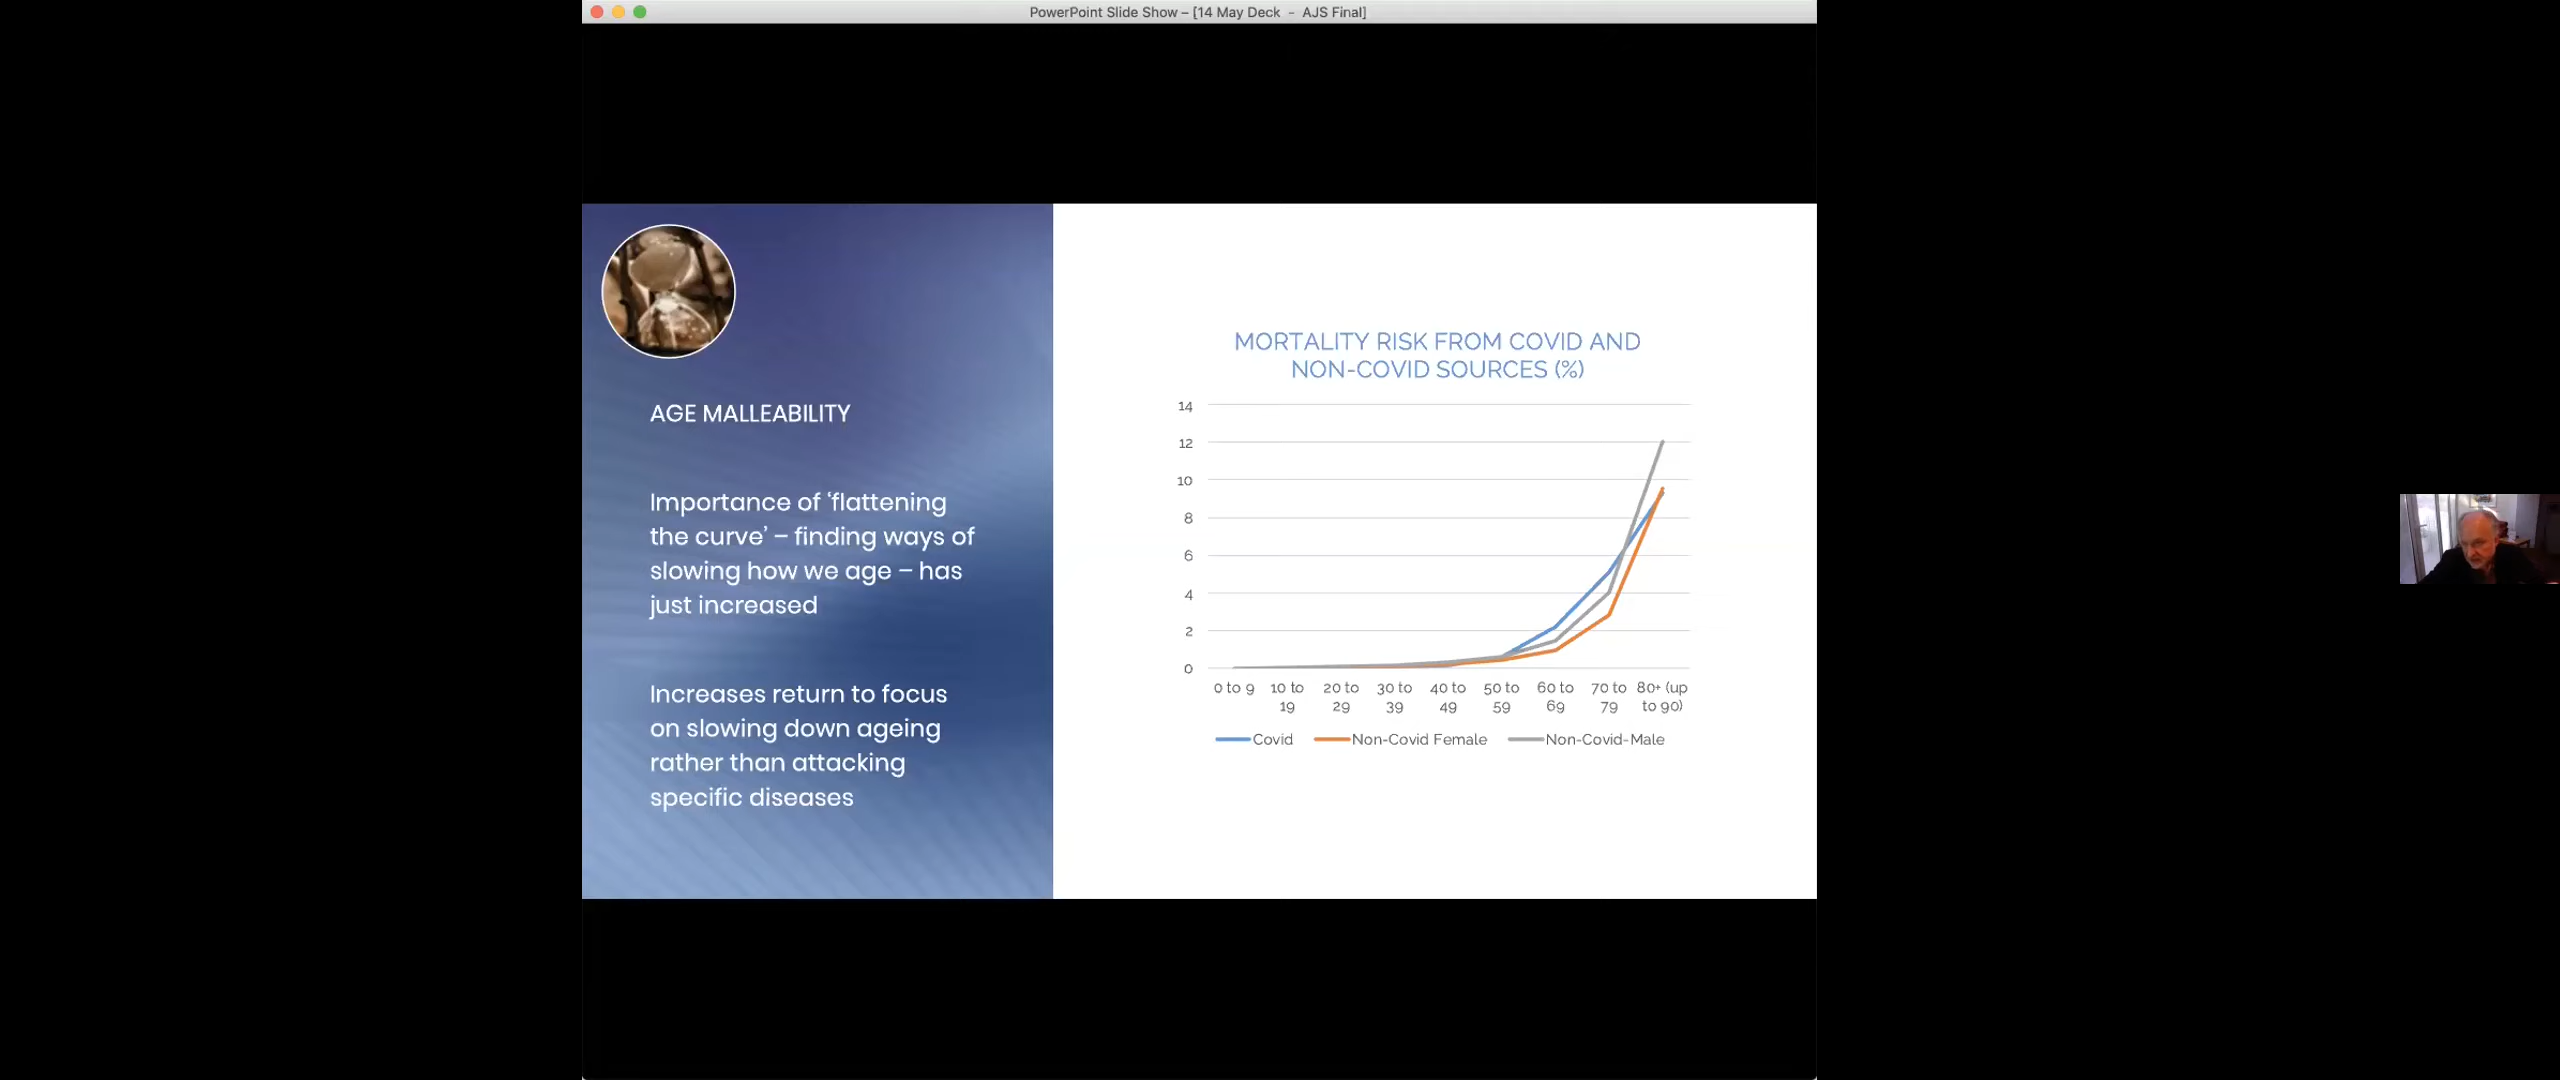 PowerPoint Slide Show – [14 May Deck  -  AJS Final]
AGE MALLEABILITY
Importance of ‘flattening
the curve’ – finding ways of
slowing how we age – has
just increased
Increases return to focus
on slowing down ageing
rather than attacking
specific diseases
MORTALITY RISK FROM COVID AND
NON-COVID SOURCES (%)
14
12
10
8
6
4
2
0
0 to 9 10 to 20 to 30 to 40 to 50 to 60 to 70 to 80+ (up
19 29 39 49 59 69 79 to 90)
Covid Non-Covid Female Non-Covid-Male